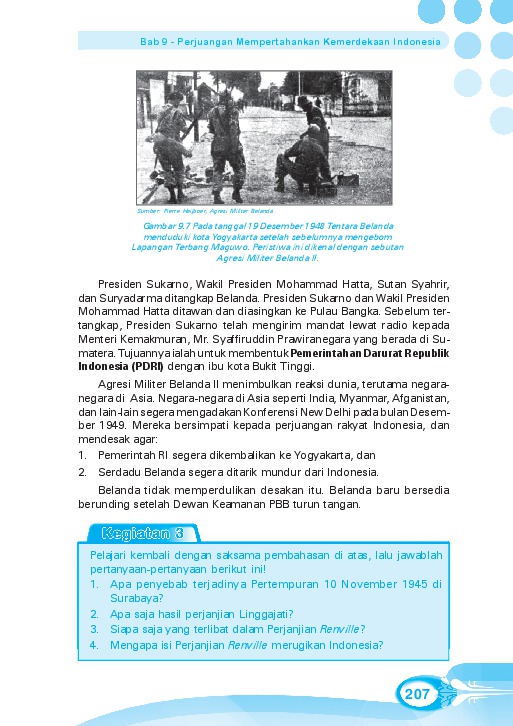 Bab 9 - Perjuangan Mempertahankan Kemerdekaan Indonesia
Sumber: Pierre Heijboer, Agresi Militer Belanda
Gambar 9.7 Pada tanggal 19 Desember 1948 Tentara Belanda
menduduki kota Yogyakarta setelah sebelumnya mengebom
Lapangan Terbang Maguwo. Peristiwa ini dikenal dengan sebutan
Agresi Militer Belanda II.
Presiden Sukarno, Wakil Presiden Mohammad Hatta, Sutan Syahrir,
dan Suryadarma ditangkap Belanda. Presiden Sukarno dan Wakil Presiden
Mohammad Hatta ditawan dan diasingkan ke Pulau Bangka. Sebelum ter-
tangkap, Presiden Sukarno telah mengirim mandat lewat radio kepada
Menteri Kemakmuran, Mr. Syaffiruddin Prawiranegara yang berada di Su-
matera. Tujuannya ialah untuk membentuk Pemerintahan Darurat Republik
Indonesia (PDRI) dengan ibu kota Bukit Tinggi.
Agresi Militer Belanda II menimbulkan reaksi dunia, terutama negara-
negara di Asia. Negara-negara di Asia seperti India, Myanmar, Afganistan,
dan lain-lain segera mengadakan Konferensi New Delhi pada bulan Desem-
ber 1949. Mereka bersimpati kepada perjuangan rakyat Indonesia, dan
mendesak agar:
1. Pemerintah RI segera dikembalikan ke Yogyakarta, dan
2. Serdadu Belanda segera ditarik mundur dari Indonesia.
Belanda tidak memperdulikan desakan itu. Belanda baru bersedia
berunding setelah Dewan Keamanan PBB turun tangan.
Kegiatan 3
Pelajari kembali dengan saksama pembahasan di atas, lalu jawablah
pertanyaan-pertanyaan berikut ini!
1. Apa penyebab terjadinya Pertempuran 10 November 1945 di
Surabaya?
2. Apa saja hasil perjanjian Linggajati?
3. Siapa saja yang terlibat dalam Perjanjian Renville?
4. Mengapa isi Perjanjian Renville merugikan Indonesia?
207